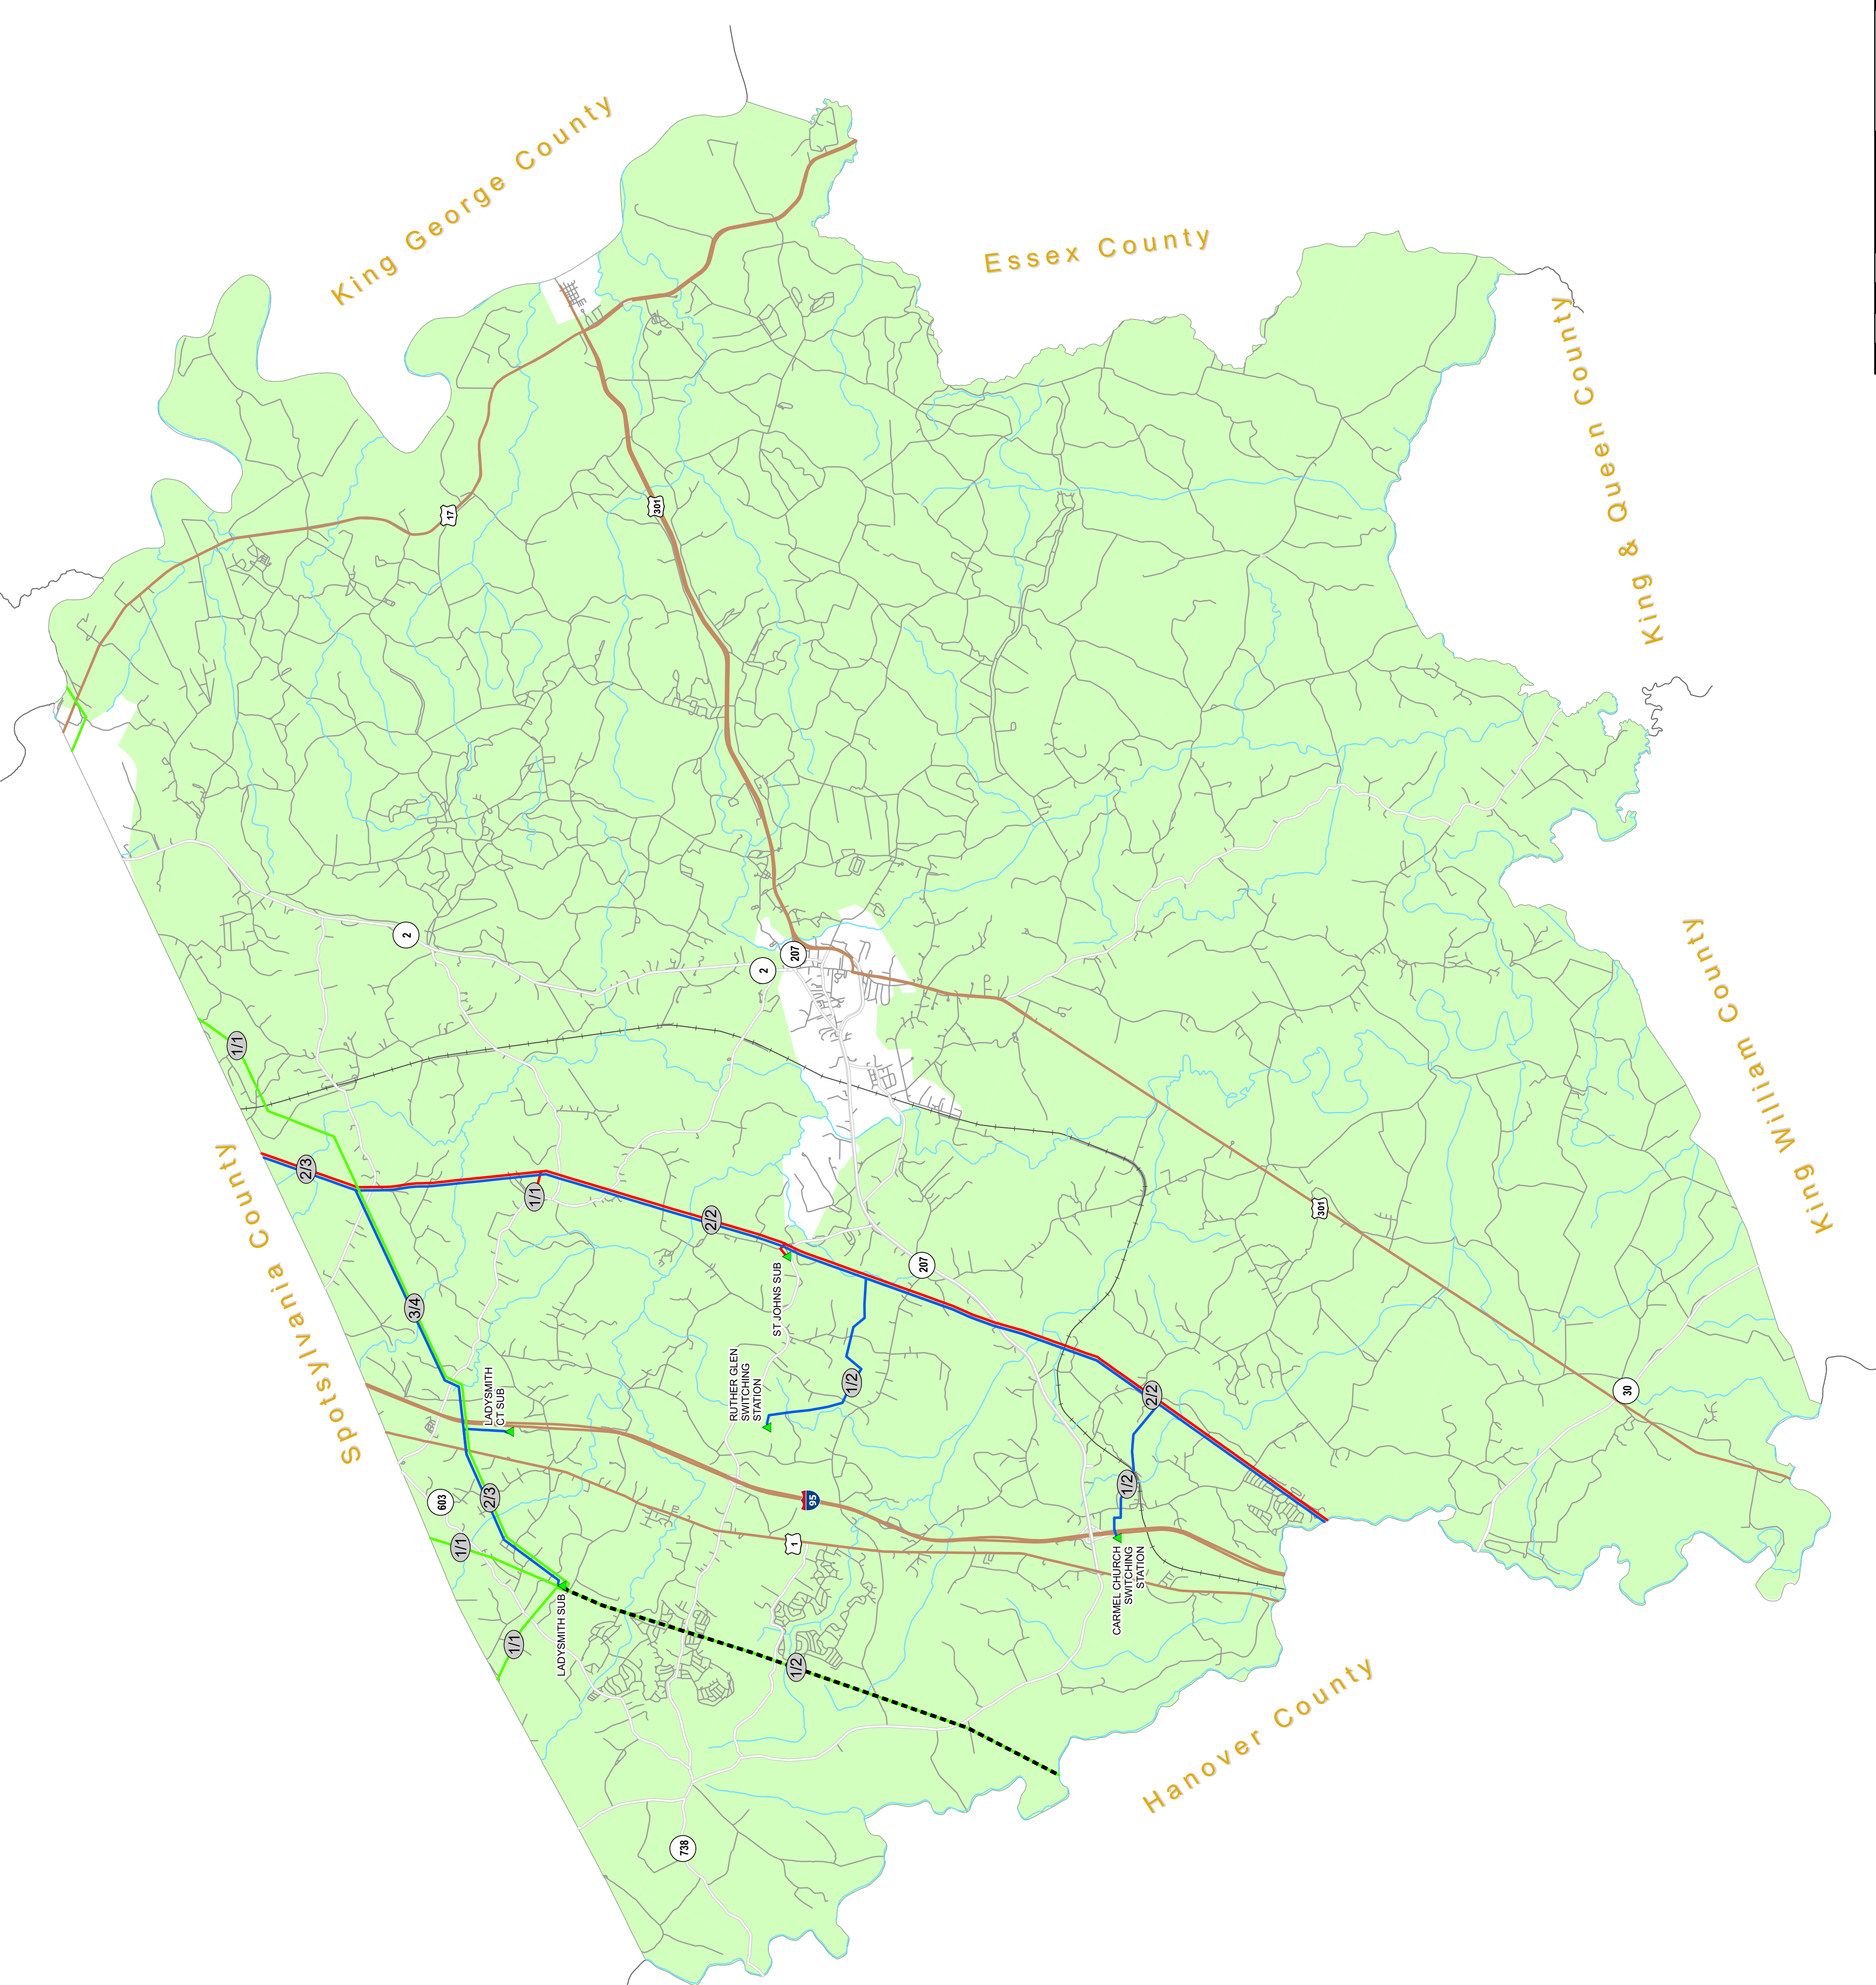 King George County
Essex County
King & Queen County
17
301
2
207
2
1/1
King William County
Spotsylvania County
2/3
1/1
2/2
301
207
ST JOHNS SUB
3/4
LADYSMITH
CT SUB
RUTHER GLEN
SWITCHING
STATION
1/2
2/2
30
603
2/3
95
1/2
1/1
1
CARMEL CHURCH
SWITCHING
STATION
LADYSMITH SUB
1/1
1/2
Hanover County
738